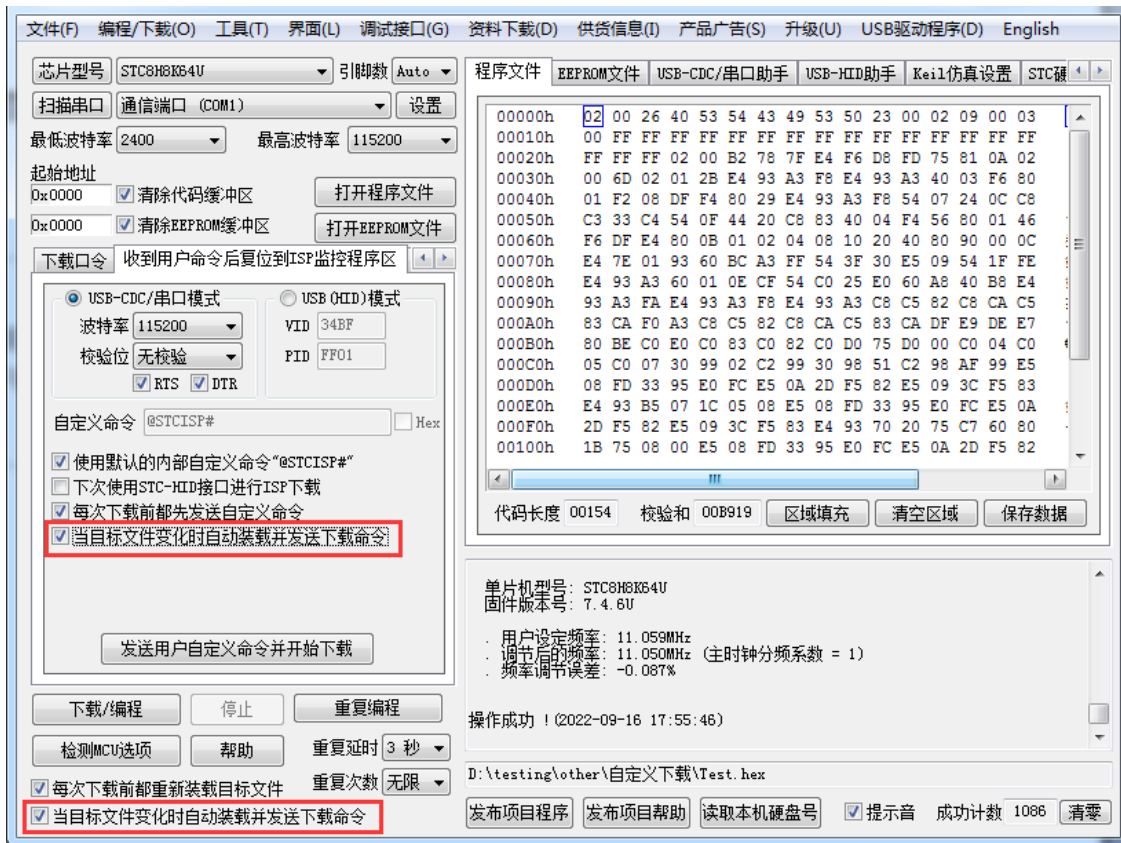 文件(F) 编程/下载(O) 工具(T) 界面(L) 调试接口(G) 资料下载(D) 供货信息(I) 产品广告(S) 升级(U) USB驱动程序(D) English
芯片型号 STC8H8K64U 引脚数 Auto
扫描串口 通信端口 (COM1) 设置
最低波特率 2400 最高波特率 115200
起始地址
0x0000 清除代码缓冲区 打开程序文件
0x0000 清除EEPROM缓冲区 打开EEPROM文件
下载口令 收到用户命令后复位到ISP监控程序区
USB-CDC/串口模式 USB(HID)模式
波特率 115200 VID 34BF
校验位 无校验 PID FF01
RTS DTR
自定义命令 @STCISP# Hex
使用默认的内部自定义命令"@STCISP#"
下次使用STC-HID接口进行ISP下载
每次下载前都先发送自定义命令
当目标文件变化时自动装载并发送下载命令
发送用户自定义命令并开始下载
下载/编程 停止 重复编程
检测MCU选项 帮助 重复延时 3 秒
每次下载前都重新装载目标文件 重复次数 无限
当目标文件变化时自动装载并发送下载命令
程序文件 EEPROM文件 USB-CDC/串口助手 USB-HID助手 Keil仿真设置 STC硬
00000h 02 00 26 40 53 54 43 49 53 50 23 00 02 09 00 03
00010h 00 FF FF FF FF FF FF FF FF FF FF FF FF FF FF FF
00020h FF FF FF 02 00 B2 78 7F E4 F6 D8 FD 75 81 0A 02
00030h 00 6D 02 01 2B E4 93 A3 F8 E4 93 A3 40 03 F6 80
00040h 01 F2 08 DF F4 80 29 E4 93 A3 F8 54 07 24 0C C8
00050h C3 33 C4 54 0F 44 20 C8 83 40 04 F4 56 80 01 46
00060h F6 DF E4 80 0B 01 02 04 08 10 20 40 80 90 00 0C
00070h E4 7E 01 93 60 BC A3 FF 54 3F 30 E5 09 54 1F FE
00080h E4 93 A3 60 01 0E CF 54 C0 25 E0 60 A8 40 B8 E4
00090h 93 A3 FA E4 93 A3 F8 E4 93 A3 C8 C5 82 C8 CA C5
000A0h 83 CA F0 A3 C8 C5 82 C8 CA C5 83 CA DF E9 DE E7
000B0h 80 BE C0 E0 C0 83 C0 82 C0 D0 75 D0 00 C0 04 C0
000C0h 05 C0 07 30 99 02 C2 99 30 98 51 C2 98 AF 99 E5
000D0h 08 FD 33 95 E0 FC E5 0A 2D F5 82 E5 09 3C F5 83
000E0h E4 93 B5 07 1C 05 08 E5 08 FD 33 95 E0 FC E5 0A
000F0h 2D F5 82 E5 09 3C F5 83 E4 93 70 20 75 C7 60 80
00100h 1B 75 08 00 E5 08 FD 33 95 E0 FC E5 0A 2D F5 82
代码长度 00154 校验和 00B919 区域填充 清空区域 保存数据
单片机型号: STC8H8K64U
固件版本号: 7.4.6U
. 用户设定频率: 11.059MHz
. 调节后的频率: 11.050MHz (主时钟分频系数 = 1)
. 频率调节误差: -0.087%
操作成功 !(2022-09-16 17:55:46)
D:\testing\other\自定义下载\Test.hex
发布项目程序 发布项目帮助 读取本机硬盘号 提示音 成功计数 1086 清零